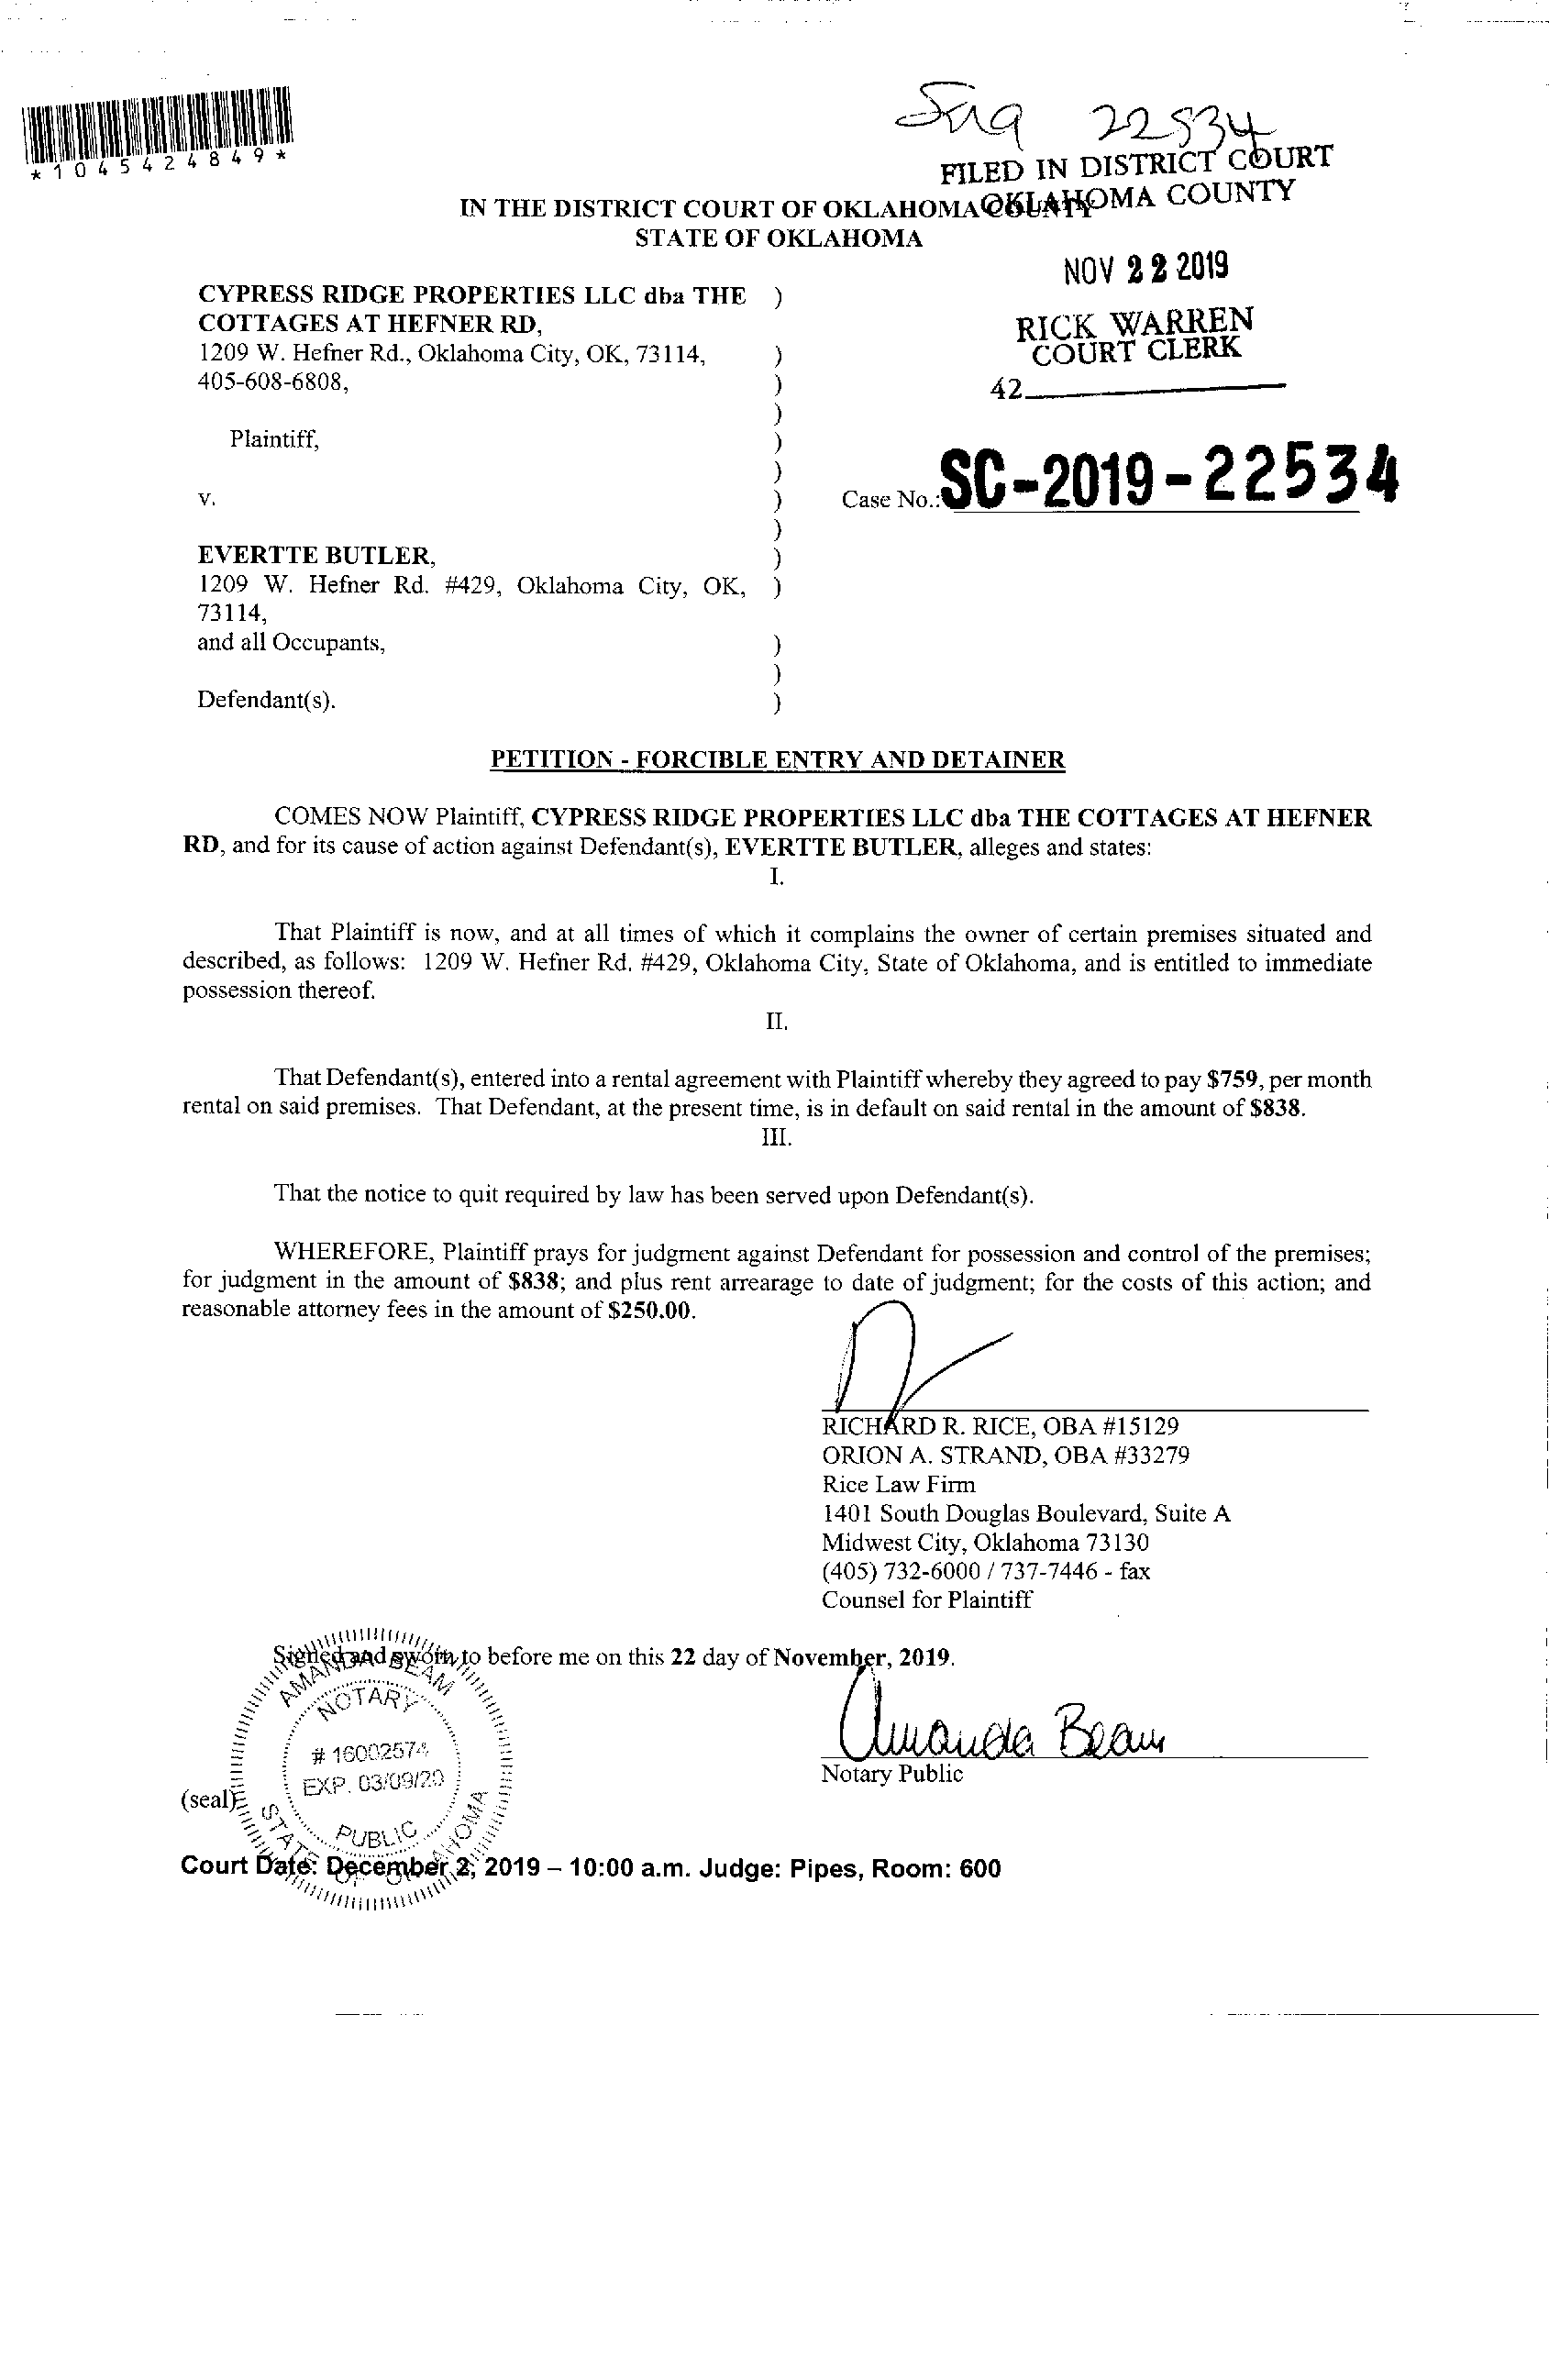 *1045424849*
22534
FILED IN DISTRICT COURT
OKLAHOMA COUNTY
IN THE DISTRICT COURT OF OKLAHOMA
STATE OF OKLAHOMA
NOV 22 2019
RICK WARREN
COURT CLERK
42
CYPRESS RIDGE PROPERTIES LLC dba THE )
COTTAGES AT HEFNER RD,
1209 W. Hefner Rd., Oklahoma City, OK, 73114, )
405-608-6808, )
)
Plaintiff, )
)
v. ) Case No.: SC-2019-22534
)
EVERTTE BUTLER, )
1209 W. Hefner Rd. #429, Oklahoma City, OK, )
73114,
and all Occupants, )
)
Defendant(s). )
PETITION - FORCIBLE ENTRY AND DETAINER
COMES NOW Plaintiff, CYPRESS RIDGE PROPERTIES LLC dba THE COTTAGES AT HEFNER
RD, and for its cause of action against Defendant(s), EVERTTE BUTLER, alleges and states:
I.
That Plaintiff is now, and at all times of which it complains the owner of certain premises situated and
described, as follows: 1209 W. Hefner Rd. #429, Oklahoma City, State of Oklahoma, and is entitled to immediate
possession thereof.
II.
That Defendant(s), entered into a rental agreement with Plaintiff whereby they agreed to pay $759, per month
rental on said premises. That Defendant, at the present time, is in default on said rental in the amount of $838.
III.
That the notice to quit required by law has been served upon Defendant(s).
WHEREFORE, Plaintiff prays for judgment against Defendant for possession and control of the premises;
for judgment in the amount of $838; and plus rent arrearage to date of judgment; for the costs of this action; and
reasonable attorney fees in the amount of $250.00.
RICHARD R. RICE, OBA #15129
ORION A. STRAND, OBA #33279
Rice Law Firm
1401 South Douglas Boulevard, Suite A
Midwest City, Oklahoma 73130
(405) 732-6000 / 737-7446 - fax
Counsel for Plaintiff
Signed and sworn to before me on this 22 day of November, 2019.
Amanda Beam
Notary Public
AMANDA BEAM
NOTARY
# 16002574
EXP. 03/09/20
PUBLIC
STATE OF OKLAHOMA
(seal)
Court Date: December 2, 2019 – 10:00 a.m. Judge: Pipes, Room: 600